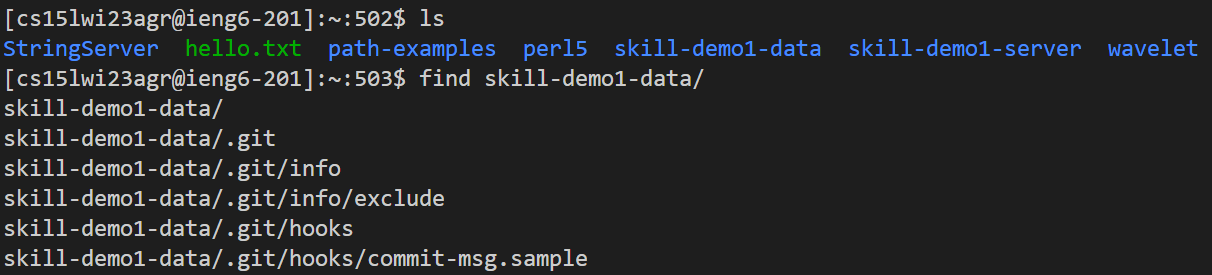 [cs15lwi23agr@ieng6-201]:~:502$ ls
StringServer  hello.txt  path-examples  perl5  skill-demo1-data  skill-demo1-server  wavelet
[cs15lwi23agr@ieng6-201]:~:503$ find skill-demo1-data/
skill-demo1-data/
skill-demo1-data/.git
skill-demo1-data/.git/info
skill-demo1-data/.git/info/exclude
skill-demo1-data/.git/hooks
skill-demo1-data/.git/hooks/commit-msg.sample